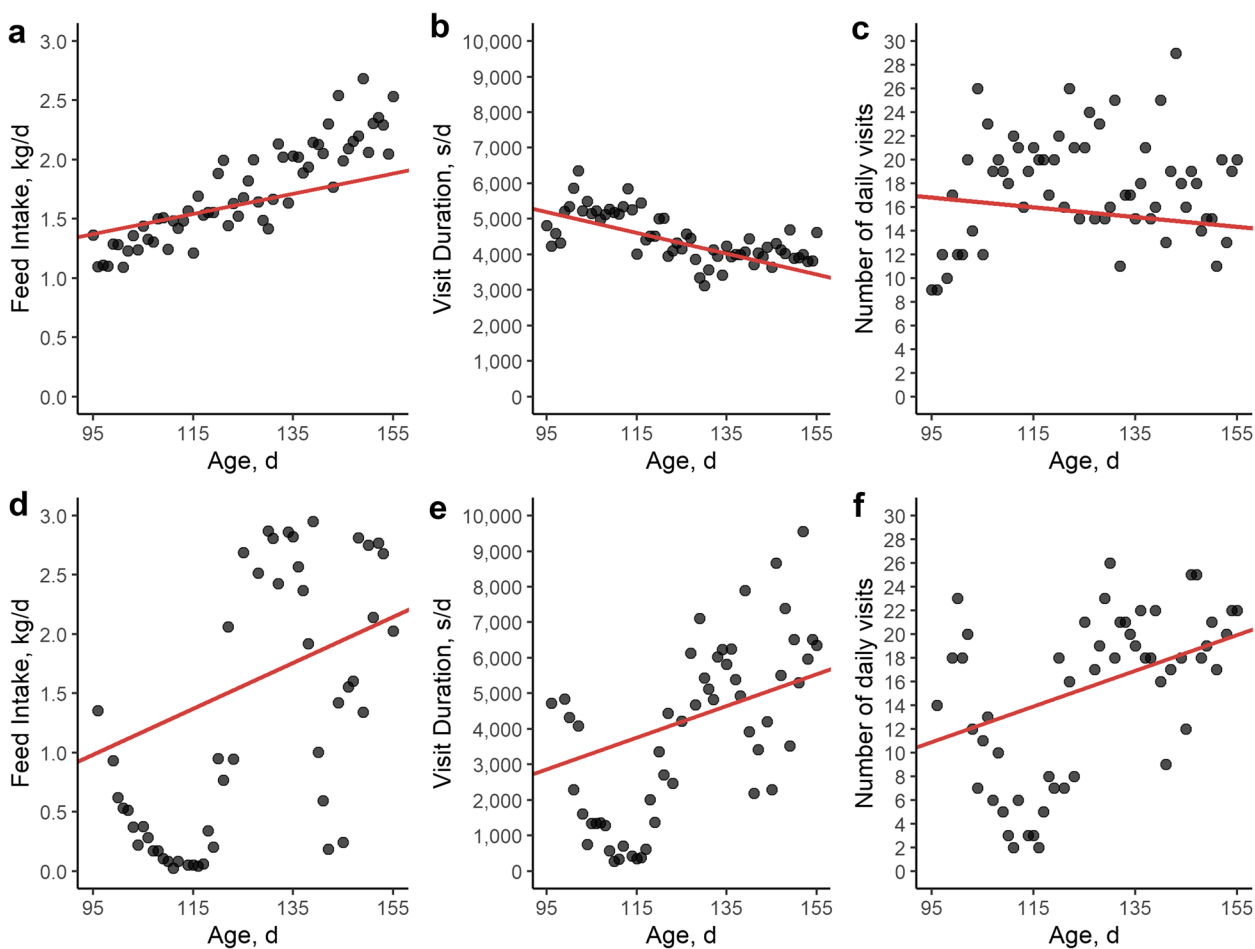 a
Feed Intake, kg/d
3.0
2.5
2.0
1.5
1.0
0.5
0.0
95 115 135 155
Age, d
b
Visit Duration, s/d
10,000
9,000
8,000
7,000
6,000
5,000
4,000
3,000
2,000
1,000
0
95 115 135 155
Age, d
c
Number of daily visits
30
28
26
24
22
20
18
16
14
12
10
8
6
4
2
0
95 115 135 155
Age, d
d
Feed Intake, kg/d
3.0
2.5
2.0
1.5
1.0
0.5
0.0
95 115 135 155
Age, d
e
Visit Duration, s/d
10,000
9,000
8,000
7,000
6,000
5,000
4,000
3,000
2,000
1,000
0
95 115 135 155
Age, d
f
Number of daily visits
30
28
26
24
22
20
18
16
14
12
10
8
6
4
2
0
95 115 135 155
Age, d